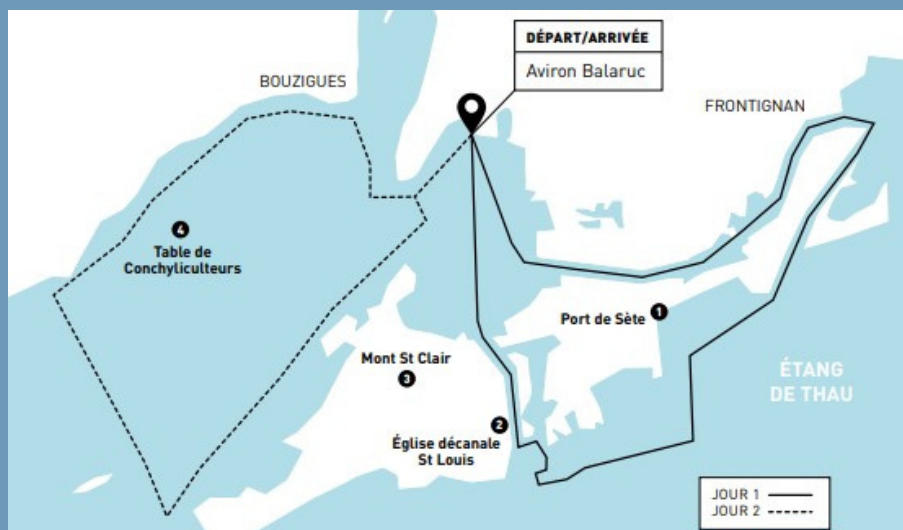 DÉPART/ARRIVÉE
Aviron Balaruc
BOUZIGUES
FRONTIGNAN
4
Table de
Conchyliculteurs
Port de Sète 1
Mont St Clair
3
ÉTANG
DE THAU
2
Église décanale
St Louis
JOUR 1
JOUR 2